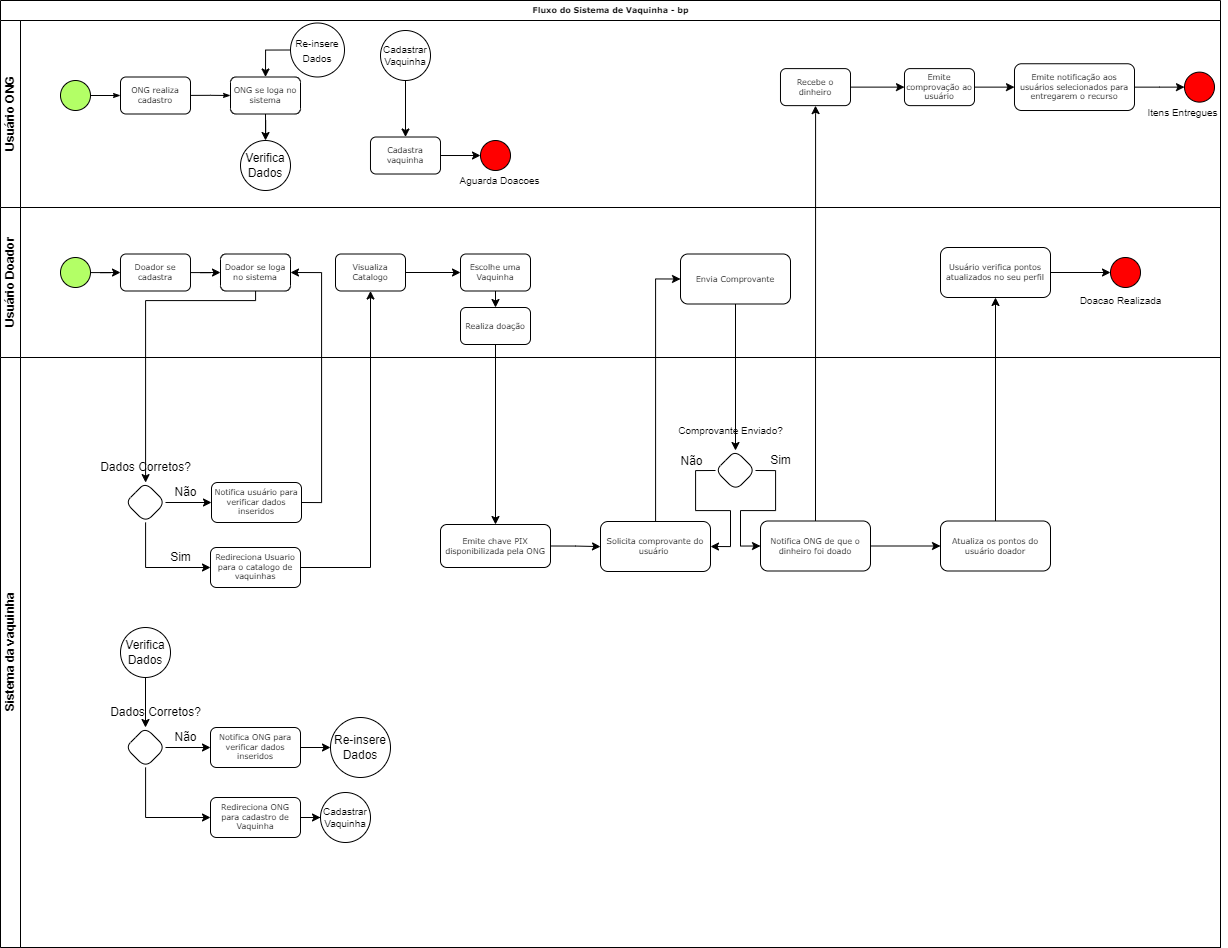 Fluxo do Sistema de Vaquinha - bp
Usuário ONG
ONG realiza
cadastro
ONG se loga no
sistema
Re-insere
Dados
Verifica
Dados
Cadastrar
Vaquinha
Cadastra
vaquinha
Aguarda Doacoes
Recebe o
dinheiro
Emite
comprovação ao
usuário
Emite notificação aos
usuários selecionados para
entregarem o recurso
Itens Entregues
Usuário Doador
Doador se
cadastra
Doador se loga
no sistema
Visualiza
Catalogo
Escolhe uma
Vaquinha
Realiza doação
Envia Comprovante
Usuário verifica pontos
atualizados no seu perfil
Doacao Realizada
Sistema da vaquinha
Dados Corretos?
Não
Notifica usuário para
verificar dados
inseridos
Sim
Redireciona Usuario
para o catalogo de
vaquinhas
Emite chave PIX
disponibilizada pela ONG
Solicita comprovante do
usuário
Comprovante Enviado?
Não
Sim
Notifica ONG de que o
dinheiro foi doado
Atualiza os pontos do
usuário doador
Verifica
Dados
Dados Corretos?
Não
Notifica ONG para
verificar dados
inseridos
Re-insere
Dados
Redireciona ONG
para cadastro de
Vaquinha
Cadastrar
Vaquinha